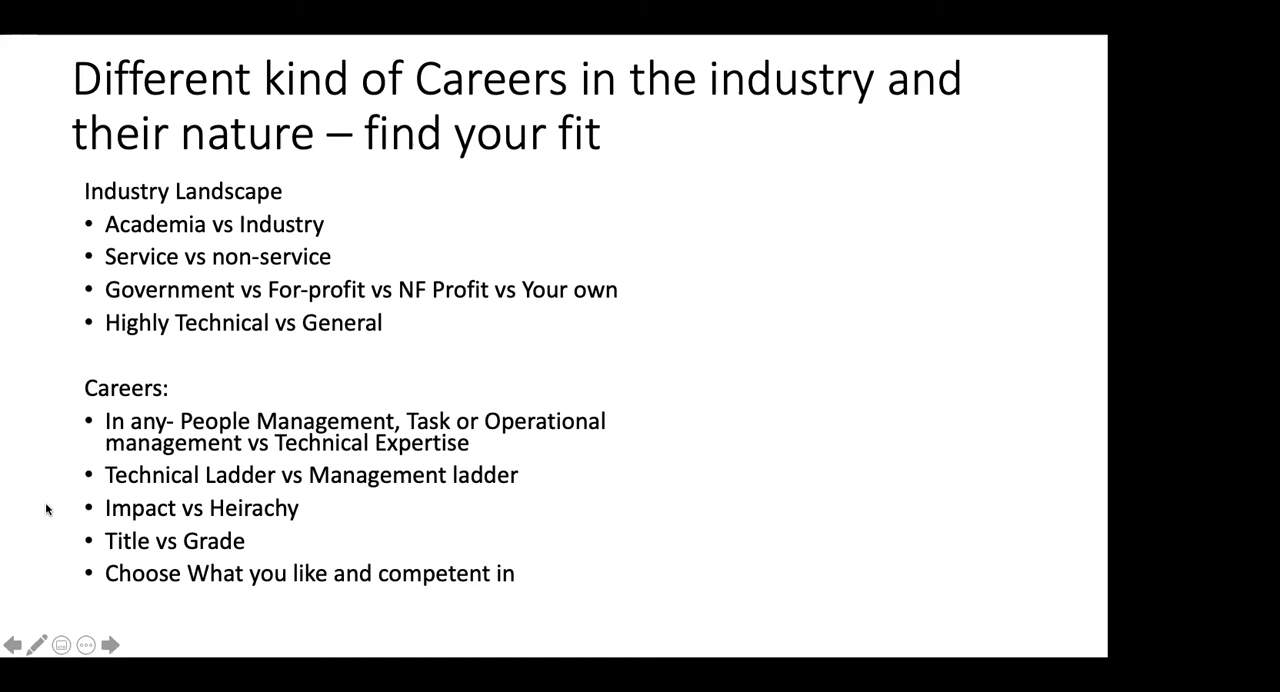 Different kind of Careers in the industry and
their nature – find your fit
Industry Landscape
• Academia vs Industry
• Service vs non-service
• Government vs For-profit vs NF Profit vs Your own
• Highly Technical vs General
Careers:
• In any- People Management, Task or Operational
management vs Technical Expertise
• Technical Ladder vs Management ladder
• Impact vs Heirachy
• Title vs Grade
• Choose What you like and competent in